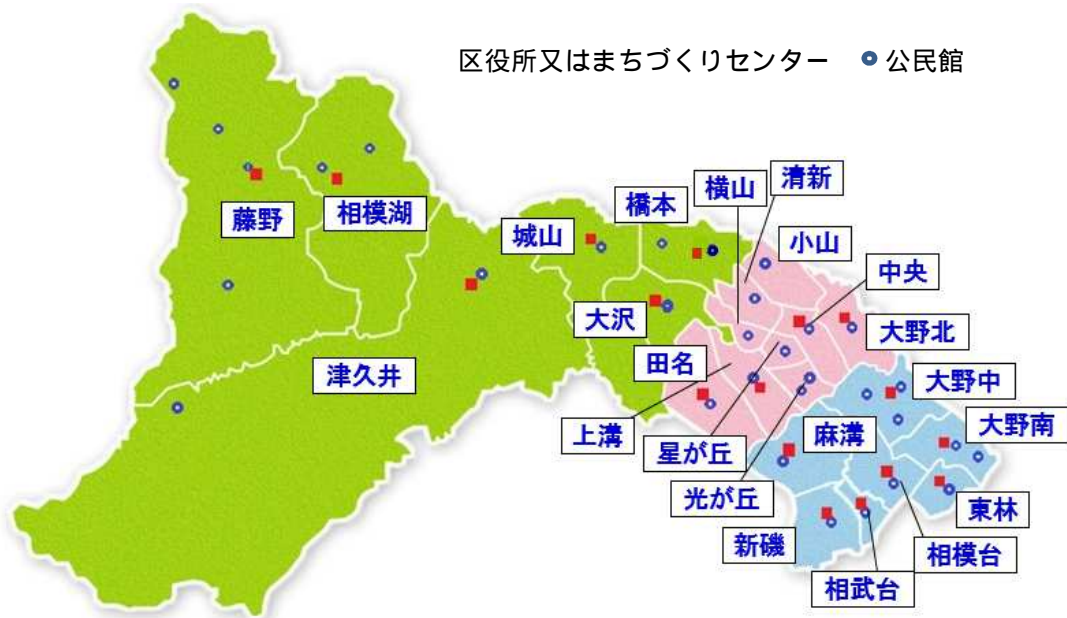 区役所又はまちづくりセンター
公民館
清新
横山
橋本
小山
藤野
相模湖
城山
中央
大沢
大野北
田名
津久井
大野中
大野南
上溝
星が丘
麻溝
光が丘
東林
新磯
相模台
相武台